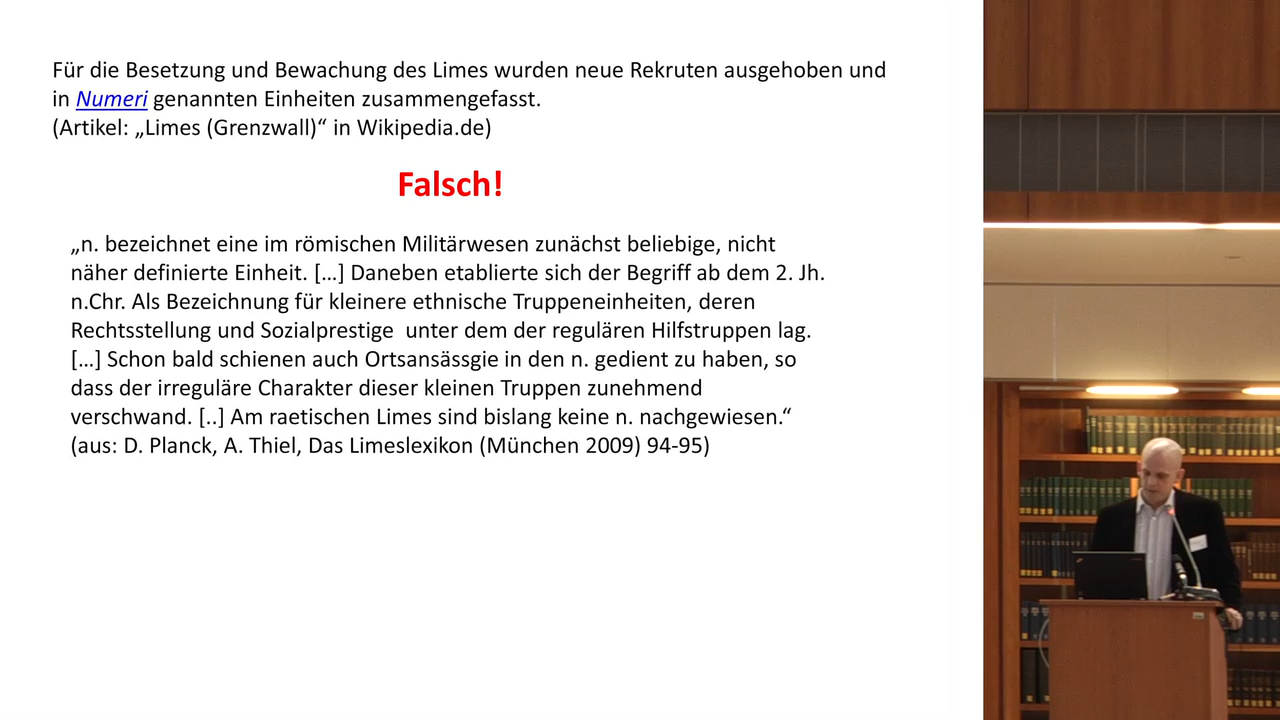 Für die Besetzung und Bewachung des Limes wurden neue Rekruten ausgehoben und
in Numeri genannten Einheiten zusammengefasst.
(Artikel: „Limes (Grenzwall)“ in Wikipedia.de)
Falsch!
„n. bezeichnet eine im römischen Militärwesen zunächst beliebige, nicht
näher definierte Einheit. […] Daneben etablierte sich der Begriff ab dem 2. Jh.
n.Chr. Als Bezeichnung für kleinere ethnische Truppeneinheiten, deren
Rechtsstellung und Sozialprestige  unter dem der regulären Hilfstruppen lag.
[…] Schon bald schienen auch Ortsansässgie in den n. gedient zu haben, so
dass der irreguläre Charakter dieser kleinen Truppen zunehmend
verschwand. [..] Am raetischen Limes sind bislang keine n. nachgewiesen.“
(aus: D. Planck, A. Thiel, Das Limeslexikon (München 2009) 94-95)